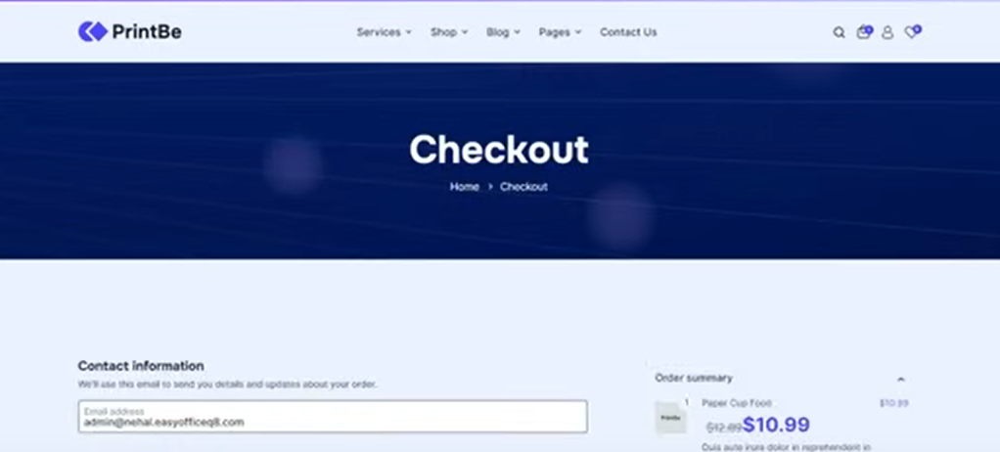 PrintBe
Services Shop Blog Pages Contact Us
Checkout
Home > Checkout
Contact information
We'll use this email to send you details and updates about your order.
Email address
admin@nehal.easyofficeq8.com
Order summary
1 Paper Cup Food $10.99
PrintBe
$12.89 $10.99
Duis aute irure dolor in reprehenderit in